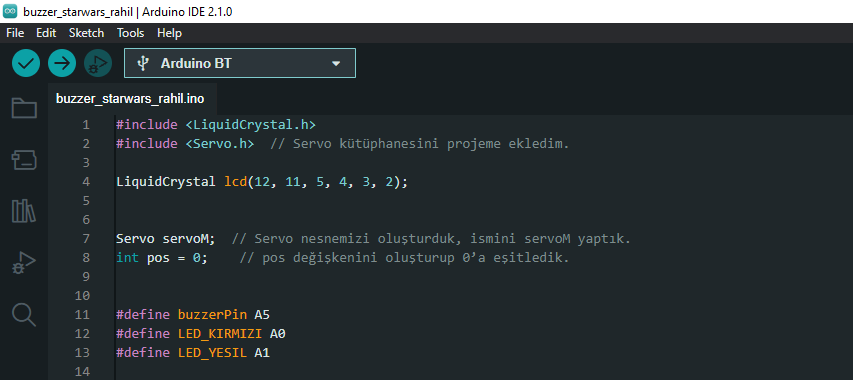 buzzer_starwars_rahil | Arduino IDE 2.1.0
File Edit Sketch Tools Help
Arduino BT
buzzer_starwars_rahil.ino
1 #include <LiquidCrystal.h>
2 #include <Servo.h>  // Servo kütüphanesini projeme ekledim.
3
4 LiquidCrystal lcd(12, 11, 5, 4, 3, 2);
5
6
7 Servo servoM;  // Servo nesnemizi oluşturduk, ismini servoM yaptık.
8 int pos = 0;    // pos değişkenini oluşturup 0’a eşitledik.
9
10
11 #define buzzerPin A5
12 #define LED_KIRMIZI A0
13 #define LED_YESIL A1
14